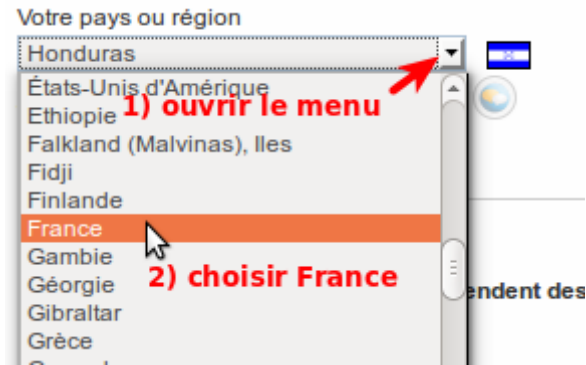 Votre pays ou région
Honduras
États-Unis d'Amérique
1) ouvrir le menu
Ethiopie
Falkland (Malvinas), Iles
Fidji
Finlande
France
Gambie
2) choisir France
Géorgie
endent des
Gibraltar
Grèce